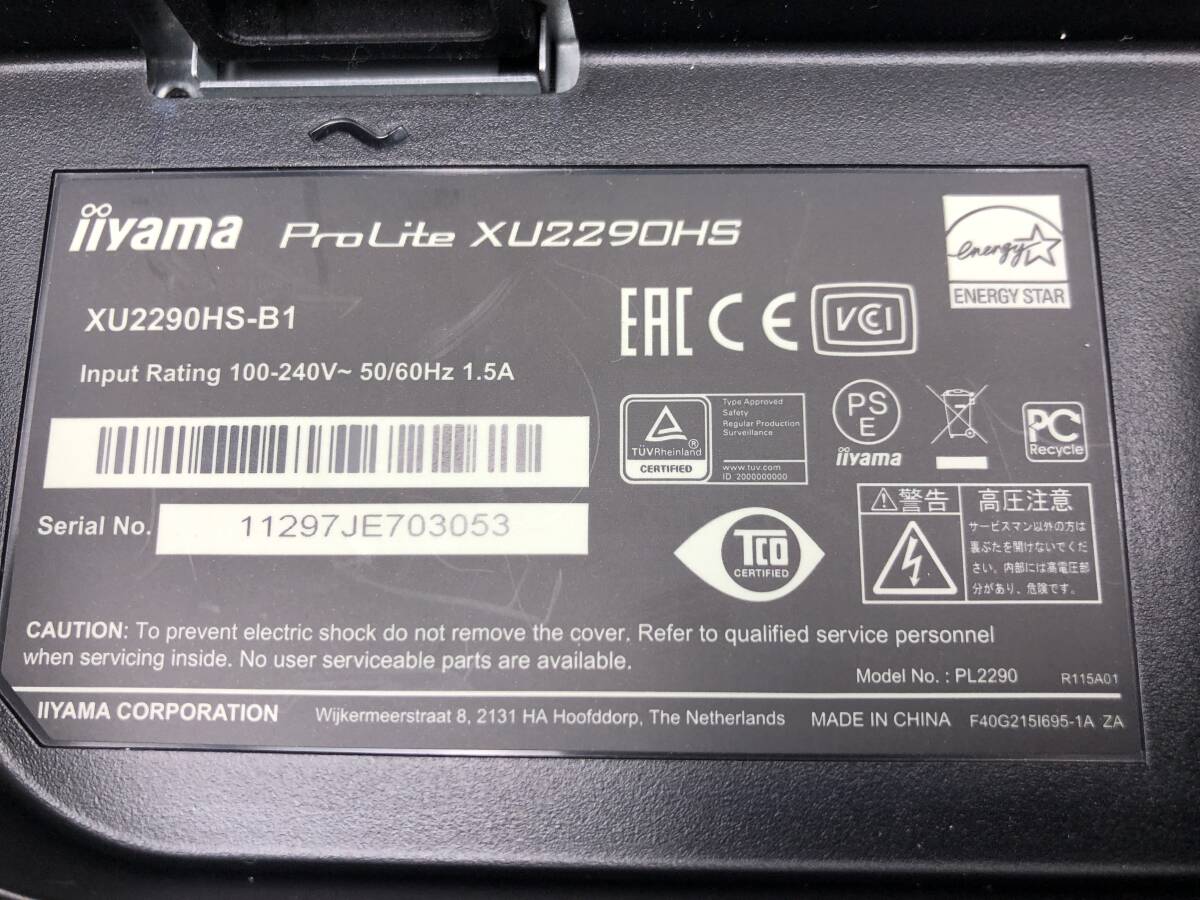 iiyama ProLite XU2290HS
energy
ENERGY STAR
XU2290HS-B1
EAC CE VCCI
Input Rating 100-240V~ 50/60Hz 1.5A
TÜVRheinland®
CERTIFIED
Type Approved
Safety
Regular Production
Surveillance
www.tuv.com
ID 2000000000
PS
E
iiyama
PC
Recycle
Serial No. 11297JE703053
TCO
CERTIFIED
警告
高圧注意
サービスマン以外の方は
裏ぶたを開けないでくだ
さい。内部には高電圧部
分があり、危険です。
CAUTION: To prevent electric shock do not remove the cover. Refer to qualified service personnel
when servicing inside. No user serviceable parts are available.
Model No. : PL2290 R115A01
IIYAMA CORPORATION Wijkermeerstraat 8, 2131 HA Hoofddorp, The Netherlands MADE IN CHINA F40G215I695-1A ZA